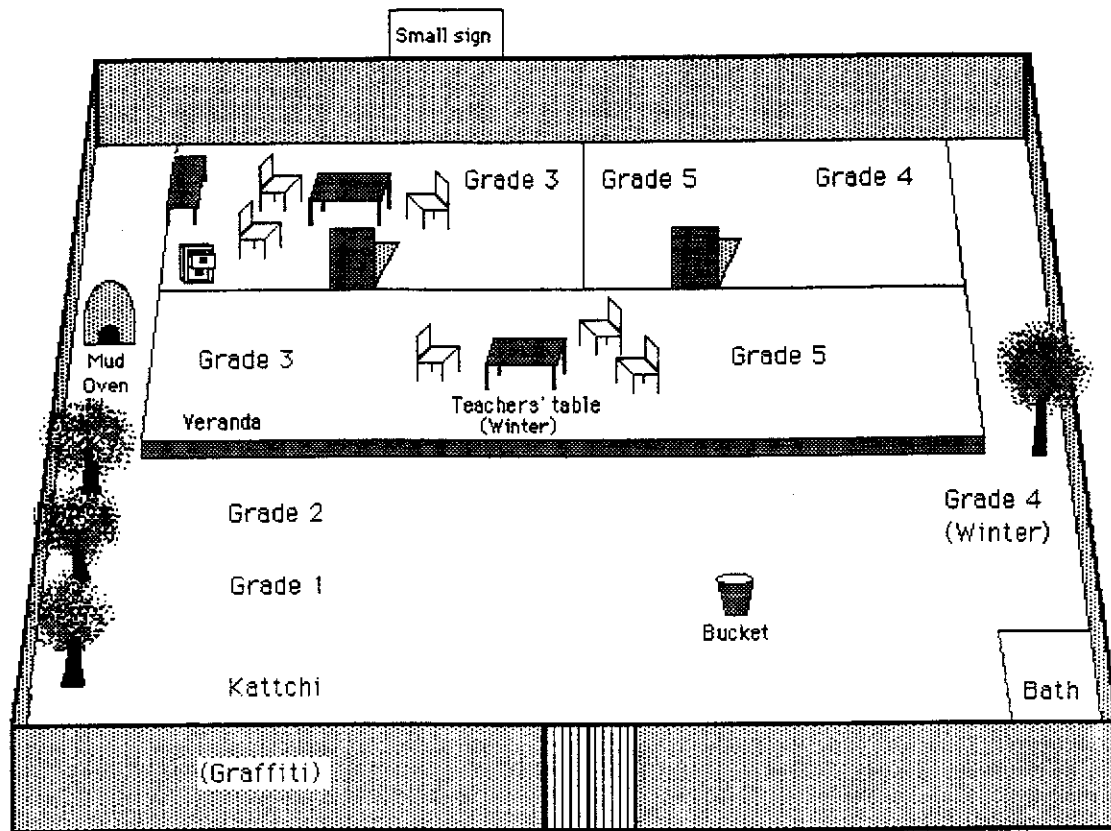 Small sign
Grade 3
Grade 5
Grade 4
Mud
Oven
Grade 3
Grade 5
Teachers' table
(Winter)
Veranda
Grade 2
Grade 4
(Winter)
Grade 1
Bucket
Kattchi
Bath
(Graffiti)